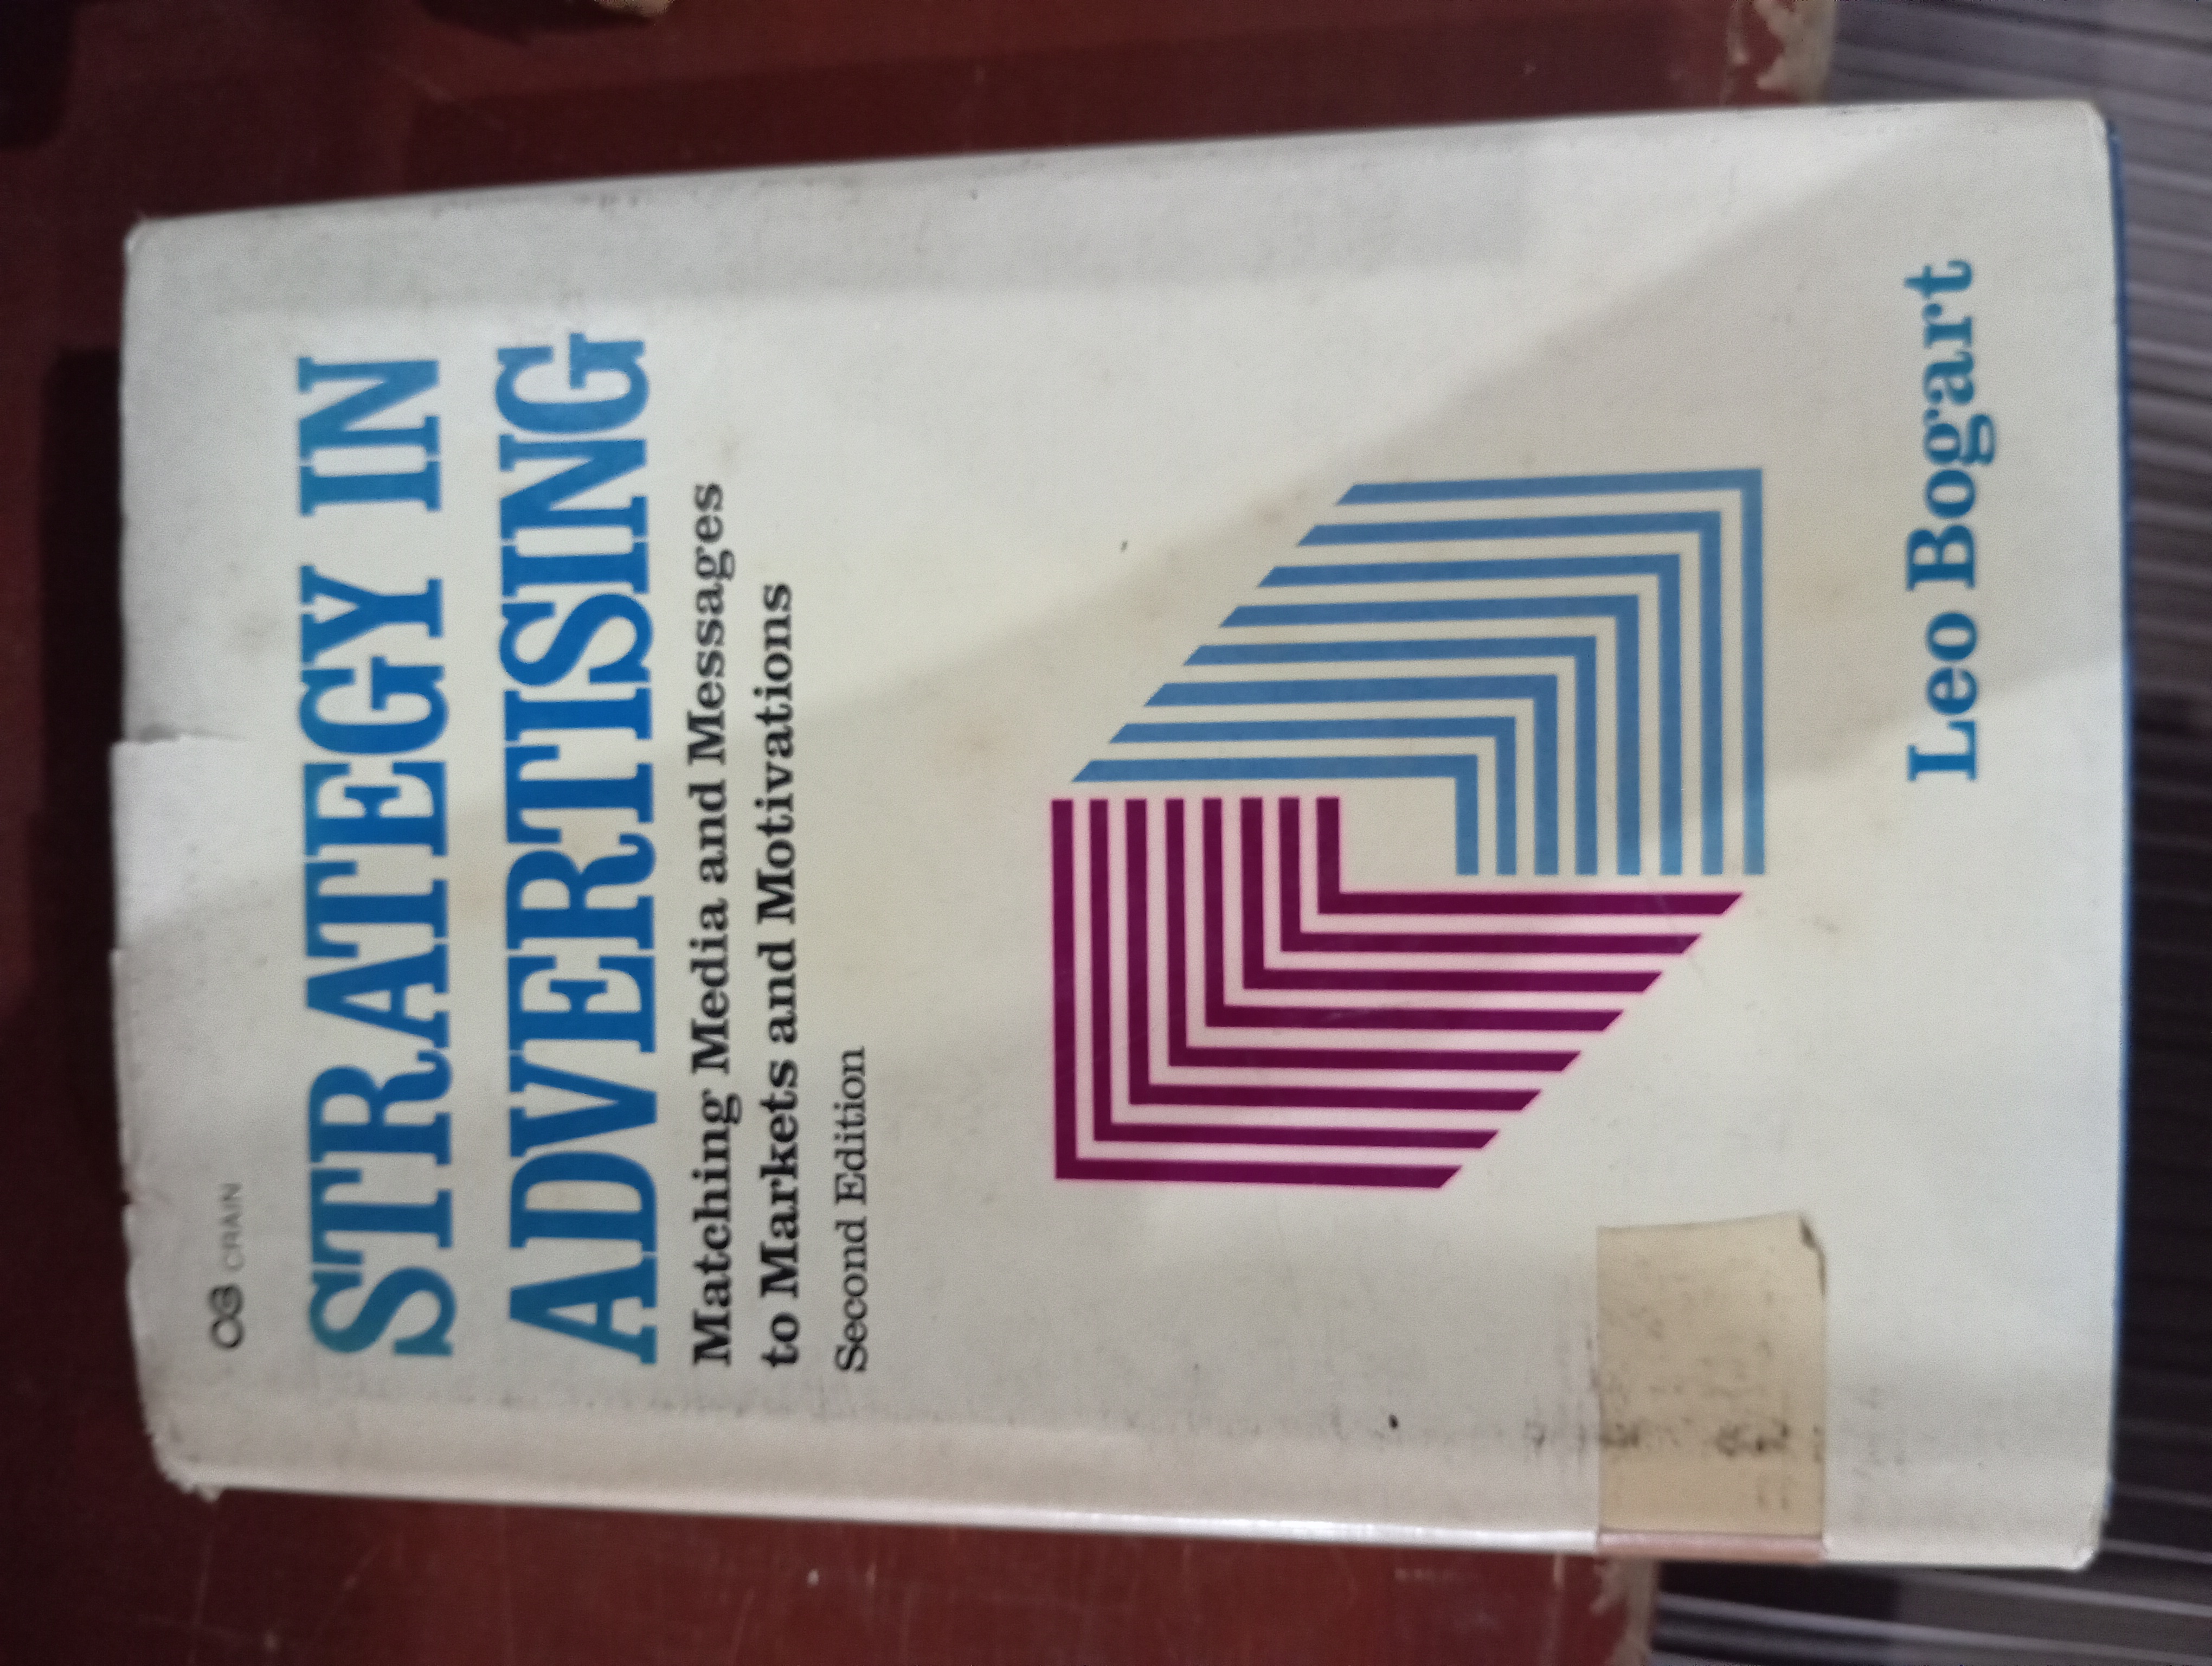 CRAIN
STRATEGY IN
ADVERTISING
Matching Media and Messages
to Markets and Motivations
Second Edition
Leo Bogart